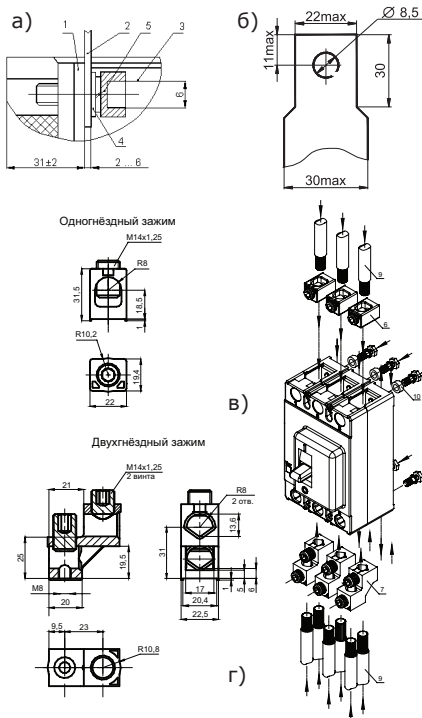 а)
1
2
5
3
6
4
31±2
2 ... 6
б)
22max
Ø 8,5
11max
30
30max
Одногнёздный зажим
M14x1,25
R8
31,5
18,5
1
R10,2
19,4
22
Двухгнёздный зажим
M14x1,25
2 винта
21
25
19,5
M8
20
R8
2 отв.
13,6
31
1
5
6
17
20,4
22,5
9,5
23
R10,8
в)
9
6
10
7
г)
9